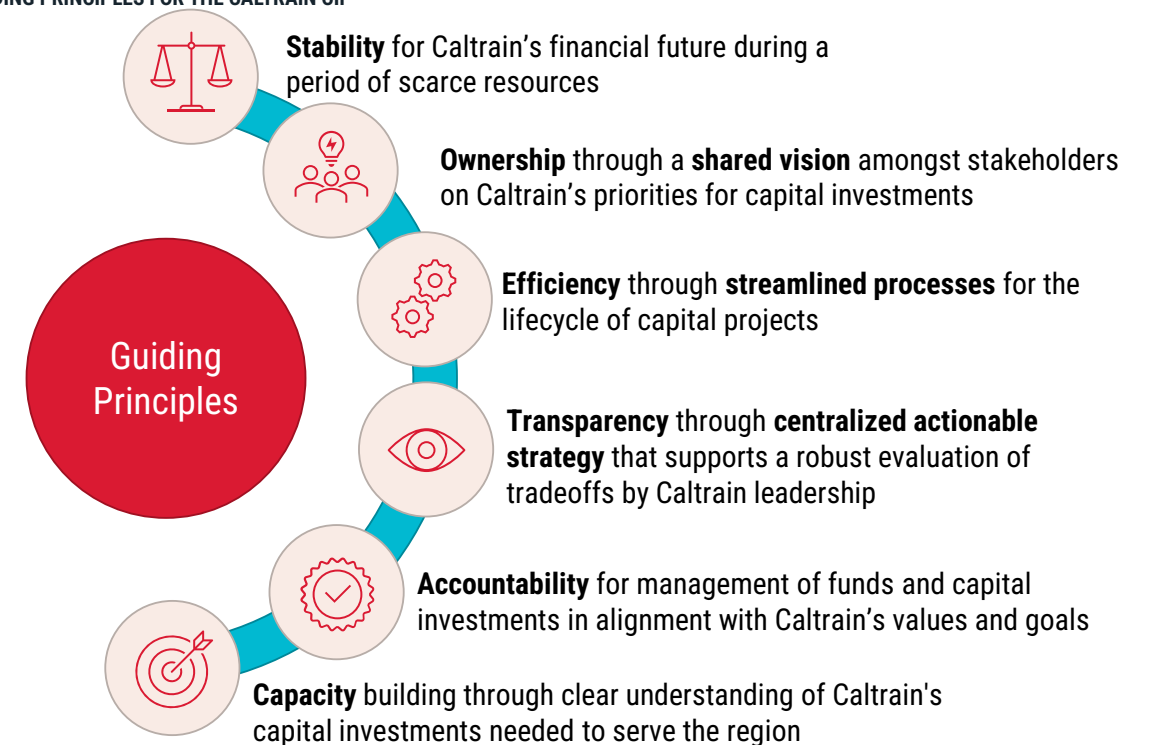 PRINCIPLES FOR THE CALTRAIN
Stability for Caltrain's financial future during a
period of scarce resources
Ownership through a shared vision amongst stakeholders
on Caltrain's priorities for capital investments
Efficiency through streamlined processes for the
lifecycle of capital projects
Guiding
Principles
Transparency through centralized actionable
strategy that supports a robust evaluation of
tradeoffs by Caltrain leadership
Accountability for management of funds and capital
investments in alignment with Caltrain's values and goals
Capacity building through clear understanding of Caltrain's
capital investments needed to serve the region